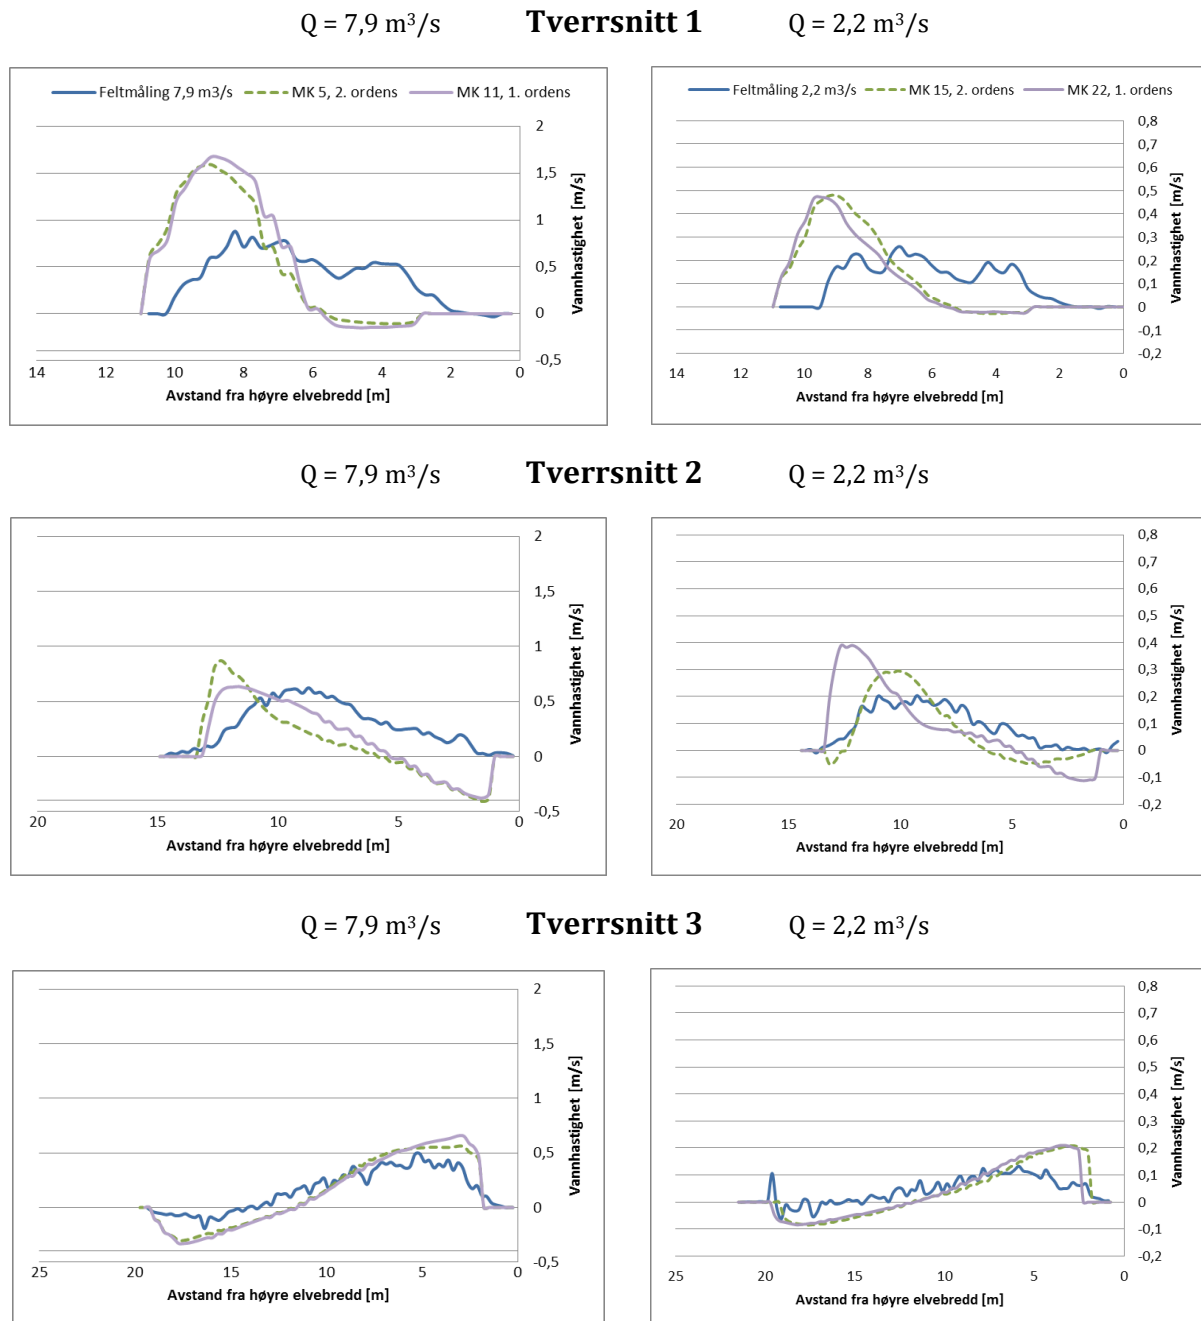 Q = 7,9 m³/s Tverrsnitt 1 Q = 2,2 m³/s
Feltmåling 7,9 m3/s MK 5, 2. ordens MK 11, 1. ordens
2
1,5
1
0,5
0
-0,5
14 12 10 8 6 4 2 0
Avstand fra høyre elvebredd [m]
Vannhastighet [m/s]
Feltmåling 2,2 m3/s MK 15, 2. ordens MK 22, 1. ordens
0,8
0,7
0,6
0,5
0,4
0,3
0,2
0,1
0
-0,1
-0,2
14 12 10 8 6 4 2 0
Avstand fra høyre elvebredd [m]
Vannhastighet [m/s]
Q = 7,9 m³/s Tverrsnitt 2 Q = 2,2 m³/s
2
1,5
1
0,5
0
-0,5
20 15 10 5 0
Avstand fra høyre elvebredd [m]
Vannhastighet [m/s]
0,8
0,7
0,6
0,5
0,4
0,3
0,2
0,1
0
-0,1
-0,2
20 15 10 5 0
Avstand fra høyre elvebredd [m]
Vannhastighet [m/s]
Q = 7,9 m³/s Tverrsnitt 3 Q = 2,2 m³/s
2
1,5
1
0,5
0
-0,5
25 20 15 10 5 0
Avstand fra høyre elvebredd [m]
Vannhastighet [m/s]
0,8
0,7
0,6
0,5
0,4
0,3
0,2
0,1
0
-0,1
-0,2
25 20 15 10 5 0
Avstand fra høyre elvebredd [m]
Vannhastighet [m/s]